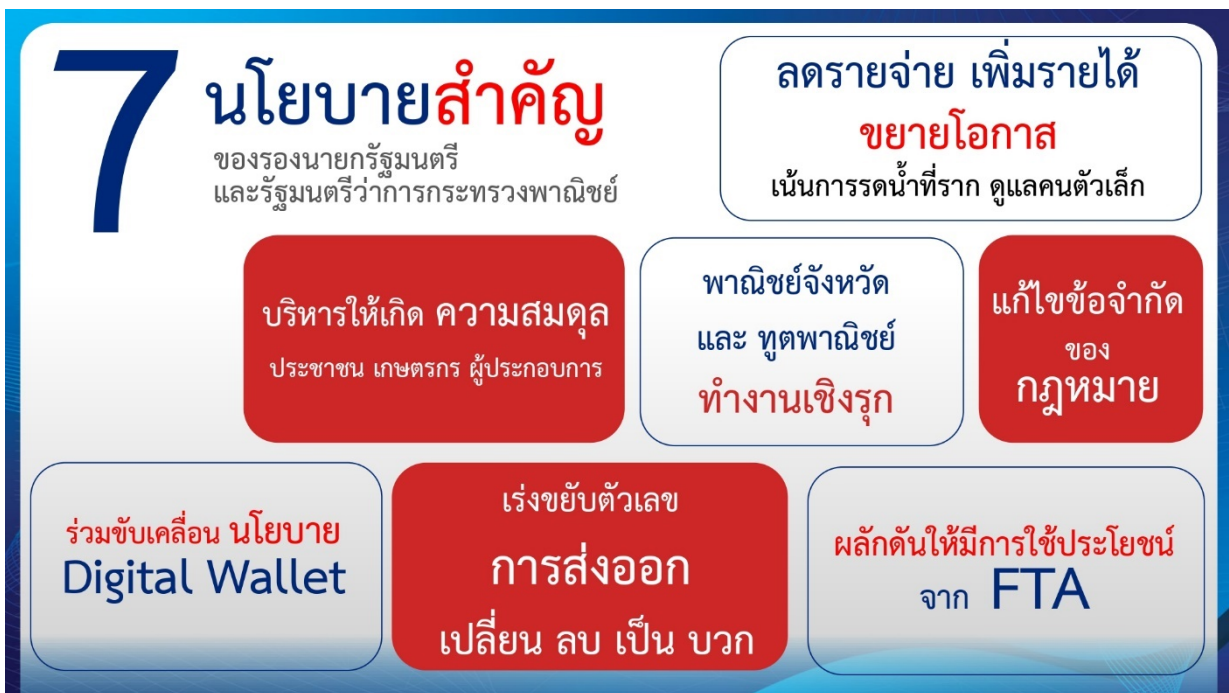 7
นโยบายสำคัญ
ของรองนายกรัฐมนตรี
และรัฐมนตรีว่าการกระทรวงพาณิชย์
ลดรายจ่าย เพิ่มรายได้
ขยายโอกาส
เน้นการรดน้ำที่ราก ดูแลคนตัวเล็ก
บริหารให้เกิด ความสมดุล
ประชาชน เกษตรกร ผู้ประกอบการ
พาณิชย์จังหวัด
และ ทูตพาณิชย์
ทำงานเชิงรุก
แก้ไขข้อจำกัด
ของ
กฎหมาย
ร่วมขับเคลื่อน นโยบาย
Digital Wallet
เร่งขยับตัวเลข
การส่งออก
เปลี่ยน ลบ เป็น บวก
ผลักดันให้มีการใช้ประโยชน์
จาก FTA